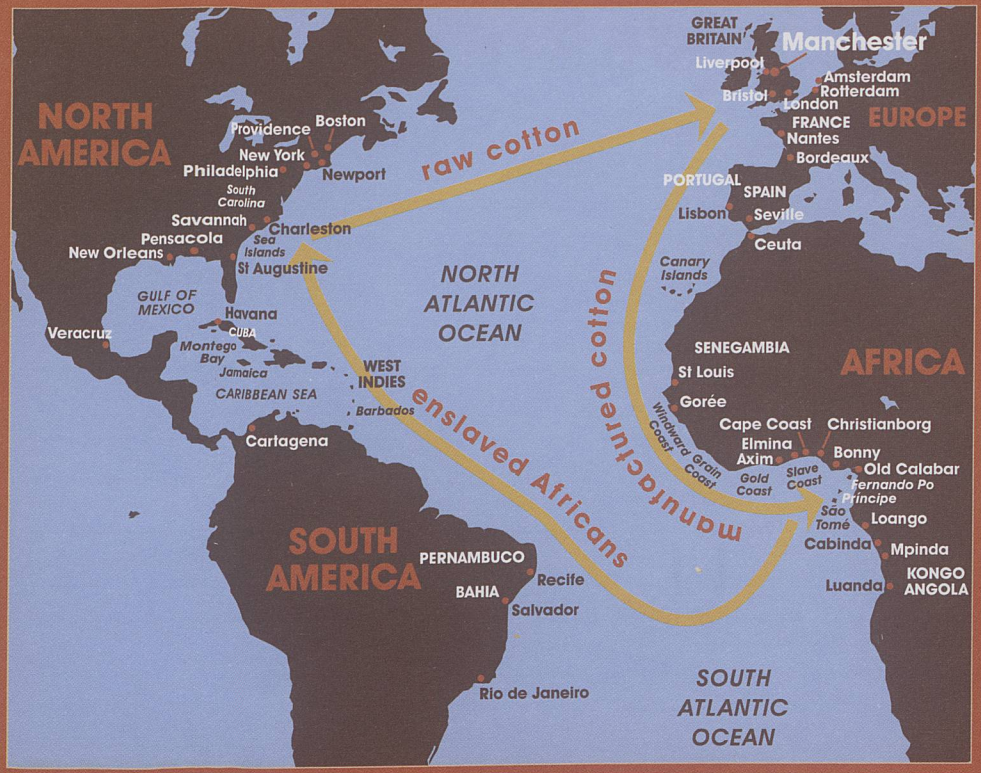 GREAT
BRITAIN'
Manchester
Liverpool
Bristol
London
Amsterdam
Rotterdam
EUROPE
FRANCE
Nantes
Bordeaux
PORTUGAL
SPAIN
Lisbon
Seville
Ceuta
Canary
Islands
NORTH
AMERICA
Boston
Providence
New York
Philadelphia
Newport
South
Carolina
Savannah
Charleston
Pensacola
Sea
Islands
New Orleans
St Augustine
GULF OF
MEXICO
Havana
CUBA
Veracruz
Montego
Bay
Jamaica
WEST
INDIES
CARIBBEAN SEA
Barbados
Cartagena
raw cotton
NORTH
ATLANTIC
OCEAN
manufactured cotton
enslaved Africans
SENEGAMBIA
AFRICA
St Louis
Gorée
Windward Grain
Coast Coast
Cape Coast
Christianborg
Elmina
Axim
Bonny
Gold
Coast
Slave
Coast
Old Calabar
Fernando Po
Príncipe
São
Tomé
Loango
Cabinda
Mpinda
Luanda
KONGO
ANGOLA
SOUTH
AMERICA
PERNAMBUCO
Recife
BAHIA
Salvador
Rio de Janeiro
SOUTH
ATLANTIC
OCEAN